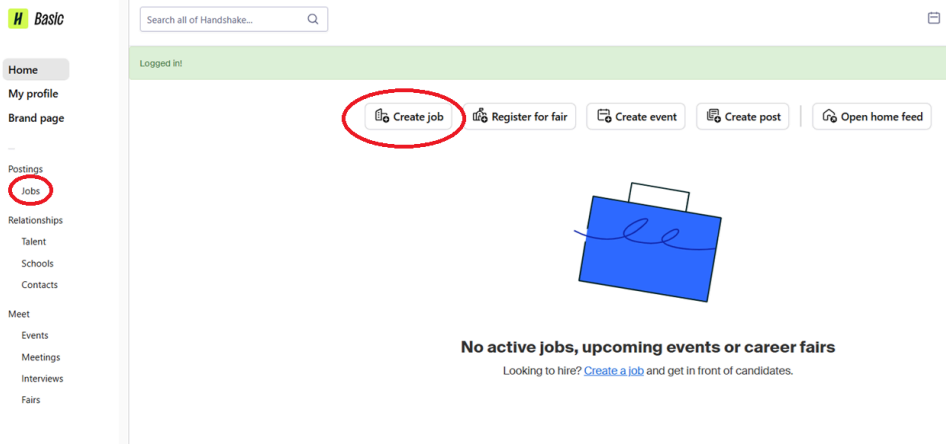 H Basic
Search all of Handshake...
Logged in!
Home
My profile
Brand page
Create job
Register for fair
Create event
Create post
Open home feed
Postings
Jobs
Relationships
Talent
Schools
Contacts
Meet
Events
Meetings
Interviews
Fairs
No active jobs, upcoming events or career fairs
Looking to hire? Create a job and get in front of candidates.